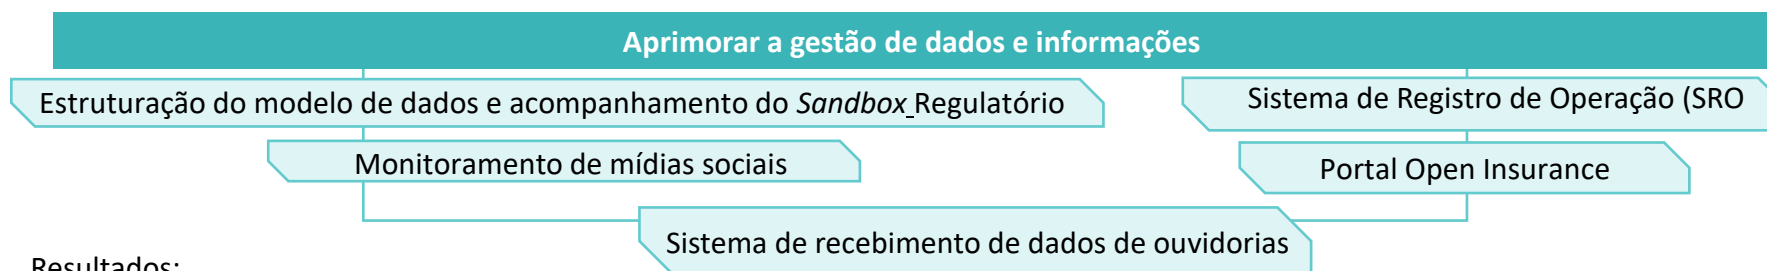 Aprimorar a gestão de dados e informações
Estruturação do modelo de dados e acompanhamento do Sandbox Regulatório
Sistema de Registro de Operação (SRO
Monitoramento de mídias sociais
Portal Open Insurance
Sistema de recebimento de dados de ouvidorias
Resultados: